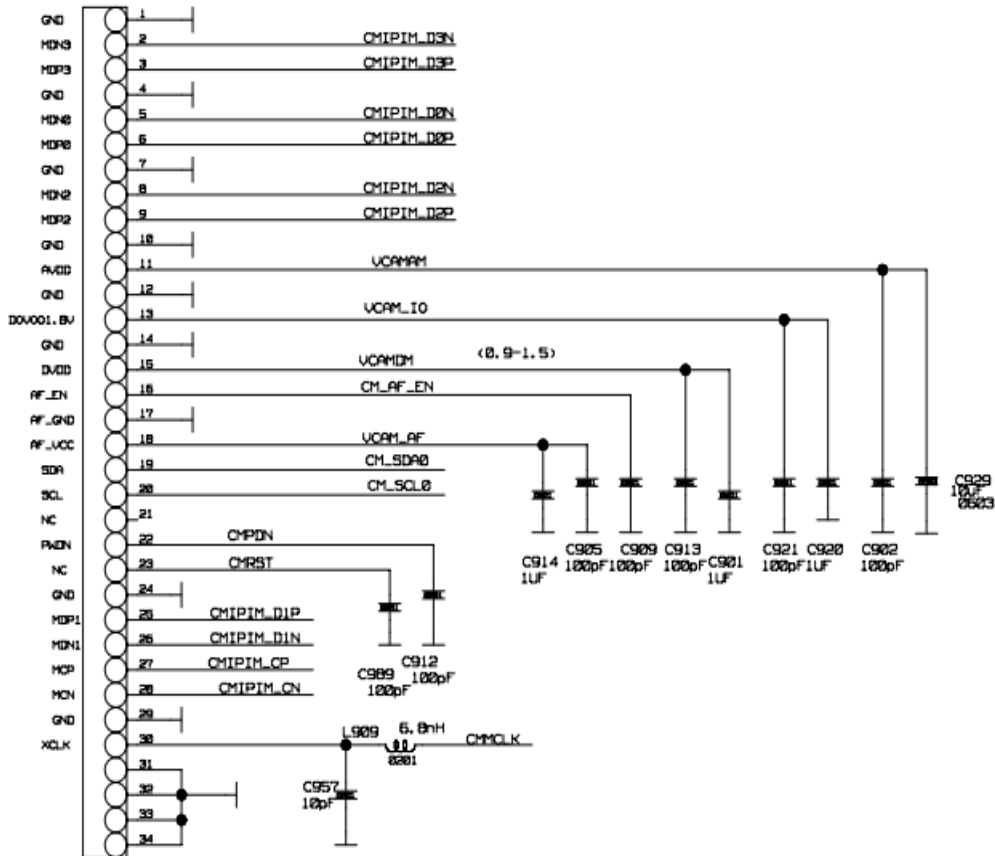 GND 1
MDN3 2 CMIPIM_D3N
MDP3 3 CMIPIM_D3P
GND 4
MDN0 5 CMIPIM_D0N
MDP0 6 CMIPIM_D0P
GND 7
MDN2 8 CMIPIM_D2N
MDP2 9 CMIPIM_D2P
GND 10
AVDD 11 VCAMAM
GND 12
DOVDD1.8V 13 VCAM_IO
GND 14
DVDD 15 VCAMDM (0.9-1.5)
AF_EN 16 CM_AF_EN
AF_GND 17
AF_VCC 18 VCAM_AF
SDA 19 CM_SDA0
SCL 20 CM_SCL0
C929
10UF
0603
NC 21
PWDN 22 CMPDN
C914 C905 C909 C913 C901 C921 C920 C902
1UF 100pF 100pF 100pF 1UF 100pF 1UF 100pF
NC 23 CMRST
GND 24
MDP1 25 CMIPIM_D1P
MDN1 26 CMIPIM_D1N
MCP 27 CMIPIM_CP
C989 C912
100pF 100pF
MCN 28 CMIPIM_CN
GND 29
XCLK 30 L909 6.8nH CMMCLK
0201
31
32 C957
10pF
33
34